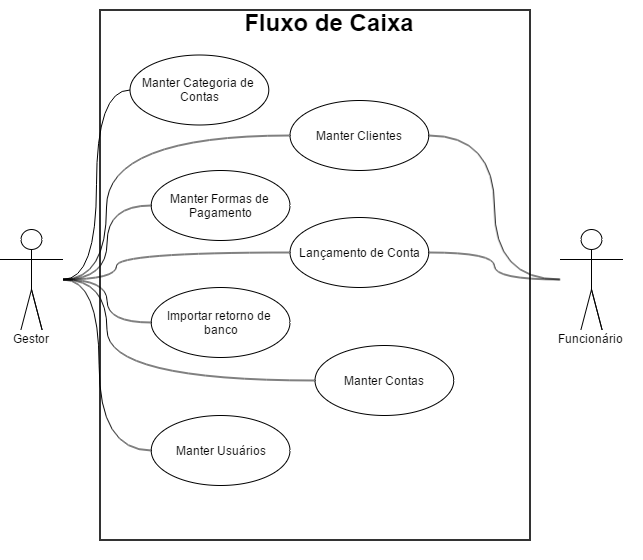 Fluxo de Caixa
Manter Categoria de
Contas
Manter Clientes
Manter Formas de
Pagamento
Lançamento de Conta
Importar retorno de
banco
Gestor
Funcionário
Manter Contas
Manter Usuários